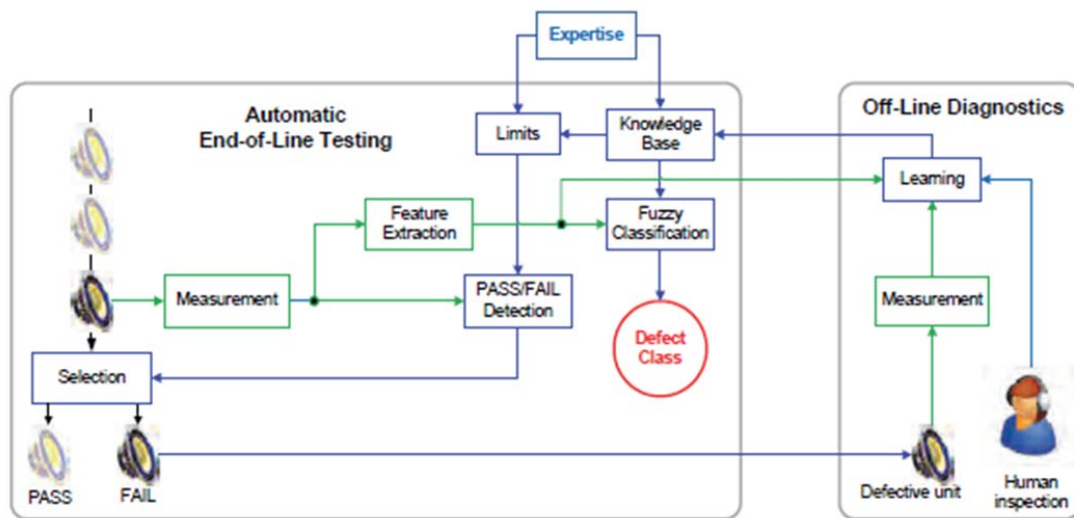 Expertise
Automatic
End-of-Line Testing
Off-Line Diagnostics
Limits
Knowledge
Base
Learning
Feature
Extraction
Fuzzy
Classification
Measurement
PASS/FAIL
Detection
Measurement
Defect
Class
Selection
PASS
FAIL
Defective unit
Human
inspection